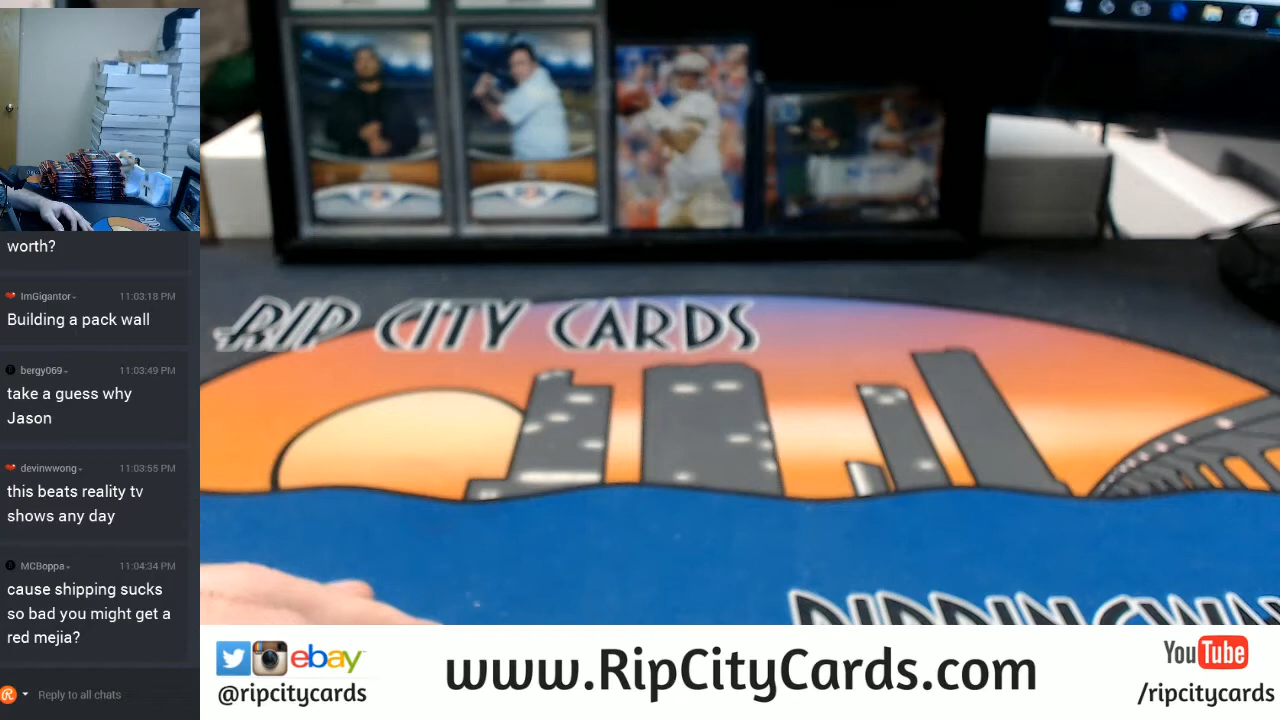 worth?
ImGigantor 11:03:18 PM
Building a pack wall
bergy069 11:03:49 PM
take a guess why
Jason
devinwwong 11:03:55 PM
this beats reality tv
shows any day
MCBoppa 11:04:34 PM
cause shipping sucks
so bad you might get a
red mejia?
Reply to all chats
RIP CITY CARDS
ebay
@ripcitycards
www.RipCityCards.com
YouTube
/ripcitycards